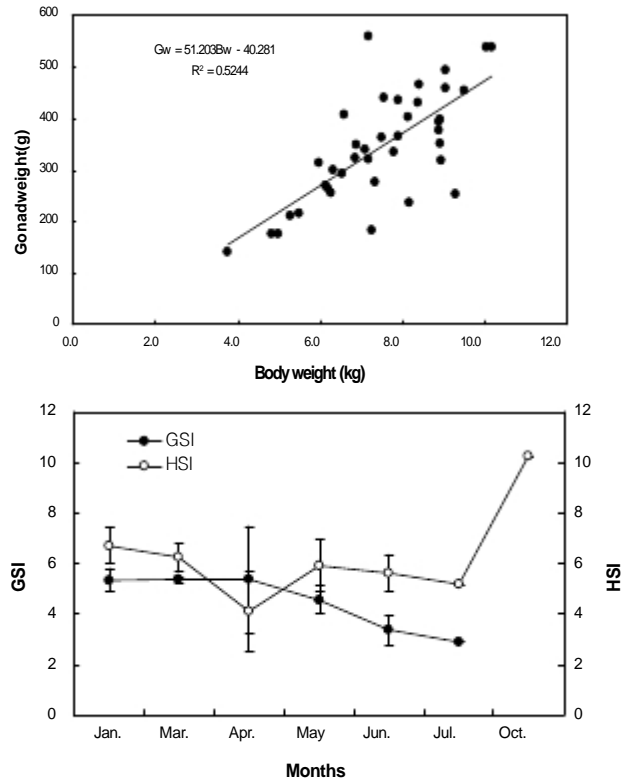 600
Gw = 51.203Bw - 40.281
R² = 0.5244
500
400
300
200
100
0
Gonadweight(g)
0.0 2.0 4.0 6.0 8.0 10.0 12.0
Body weight (kg)
12 12
GSI
HSI
10 10
8 8
6 6
4 4
2 2
0 0
GSI
HSI
Jan. Mar. Apr. May Jun. Jul. Oct.
Months